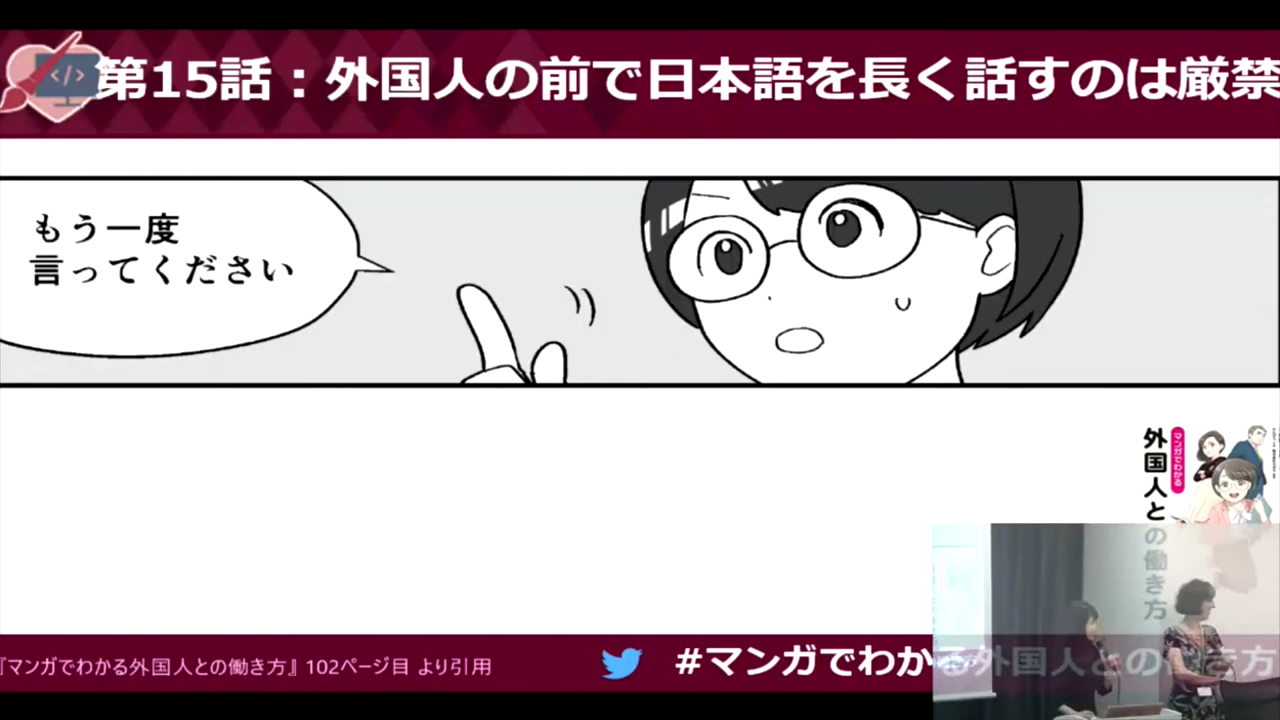 </>
第15話：外国人の前で日本語を長く話すのは厳禁
もう一度
言ってください
マンガでわかる
外国人との働き方
『マンガでわかる外国人との働き方』 102ページ目 より引用
#マンガでわかる外国人との働き方